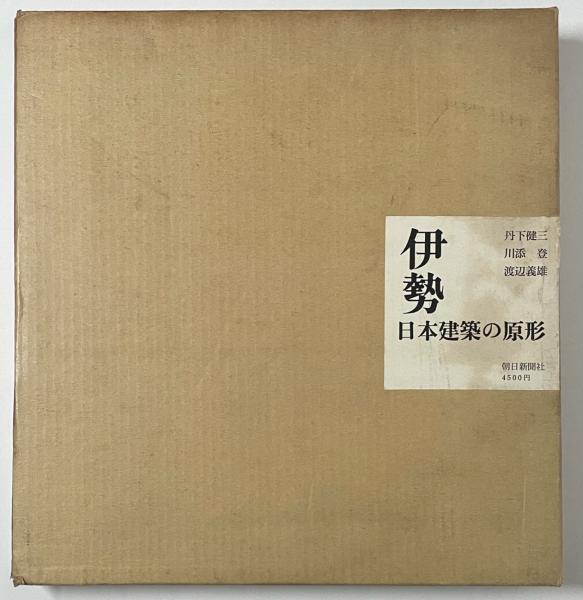 伊勢
日本建築の原形
丹下健三
川添 登
渡辺義雄
朝日新聞社
4500円